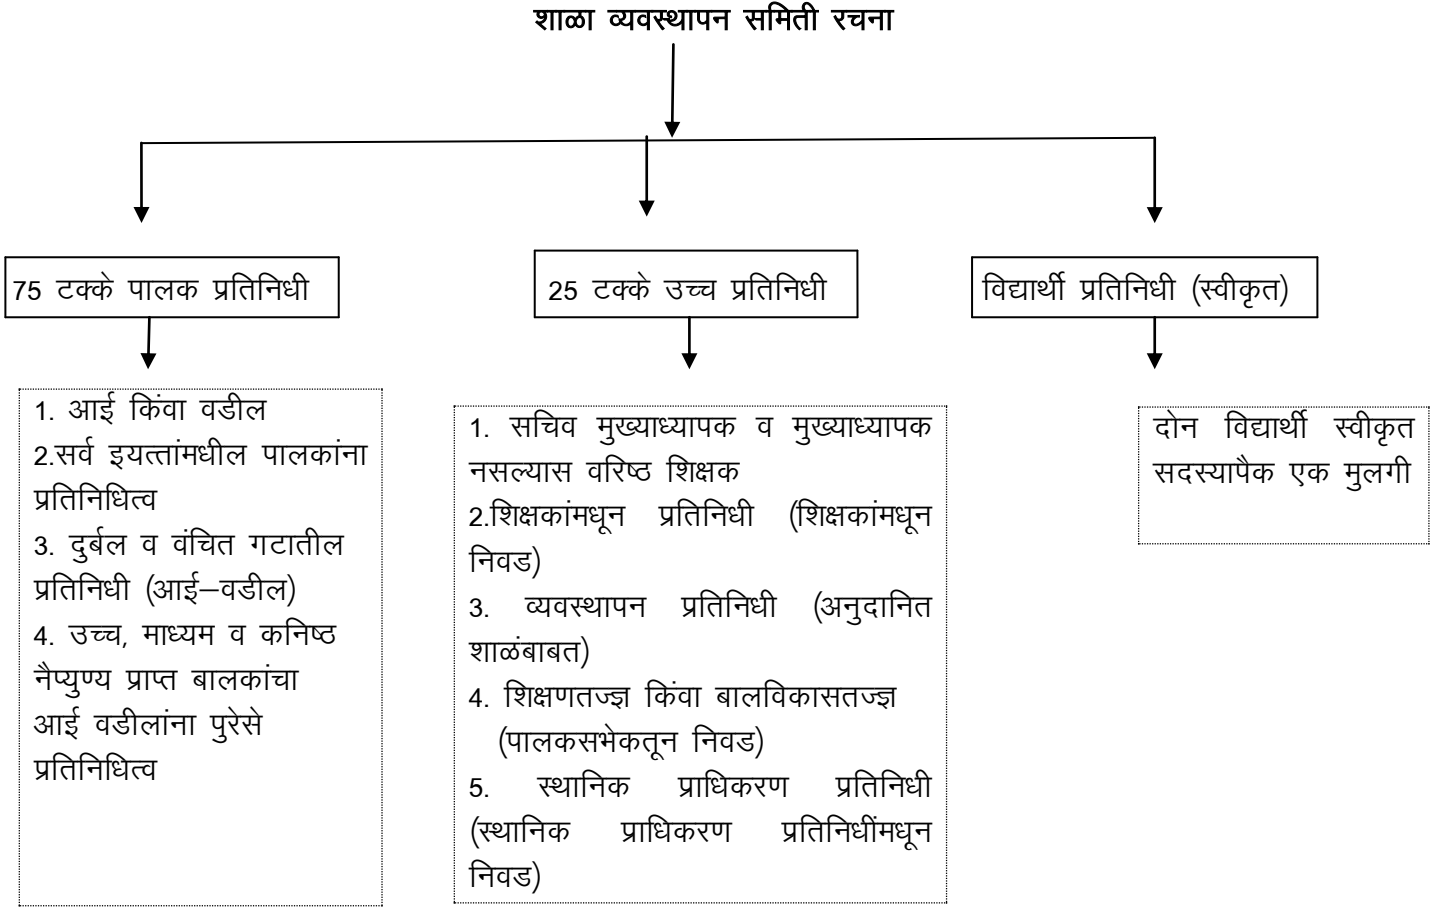 शाळा व्यवस्थापन समिती रचना
75 टक्के पालक प्रतिनिधी
25 टक्के उच्च प्रतिनिधी
विद्यार्थी प्रतिनिधी (स्वीकृत)
1. आई किंवा वडील
2.सर्व इयत्तांमधील पालकांना
प्रतिनिधित्व
3. दुर्बल व वंचित गटातील
प्रतिनिधी (आई–वडील)
4. उच्च, माध्यम व कनिष्ठ
नैप्युण्य प्राप्त बालकांचा
आई वडीलांना पुरेसे
प्रतिनिधित्व
1. सचिव मुख्याध्यापक व मुख्याध्यापक
नसल्यास वरिष्ठ शिक्षक
2.शिक्षकांमधून प्रतिनिधी (शिक्षकांमधून
निवड)
3. व्यवस्थापन प्रतिनिधी (अनुदानित
शाळंबाबत)
4. शिक्षणतज्ज्ञ किंवा बालविकासतज्ज्ञ
(पालकसभेकतून निवड)
5. स्थानिक प्राधिकरण प्रतिनिधी
(स्थानिक प्राधिकरण प्रतिनिधींमधून
निवड)
दोन विद्यार्थी स्वीकृत
सदस्यापैक एक मुलगी